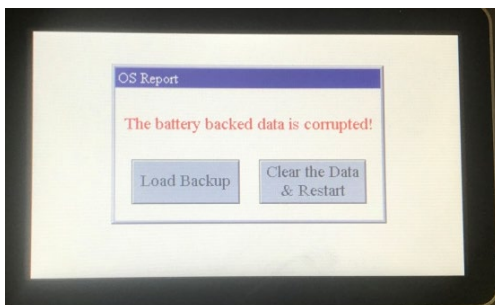 OS Report
The battery backed data is corrupted!
Load Backup
Clear the Data
& Restart